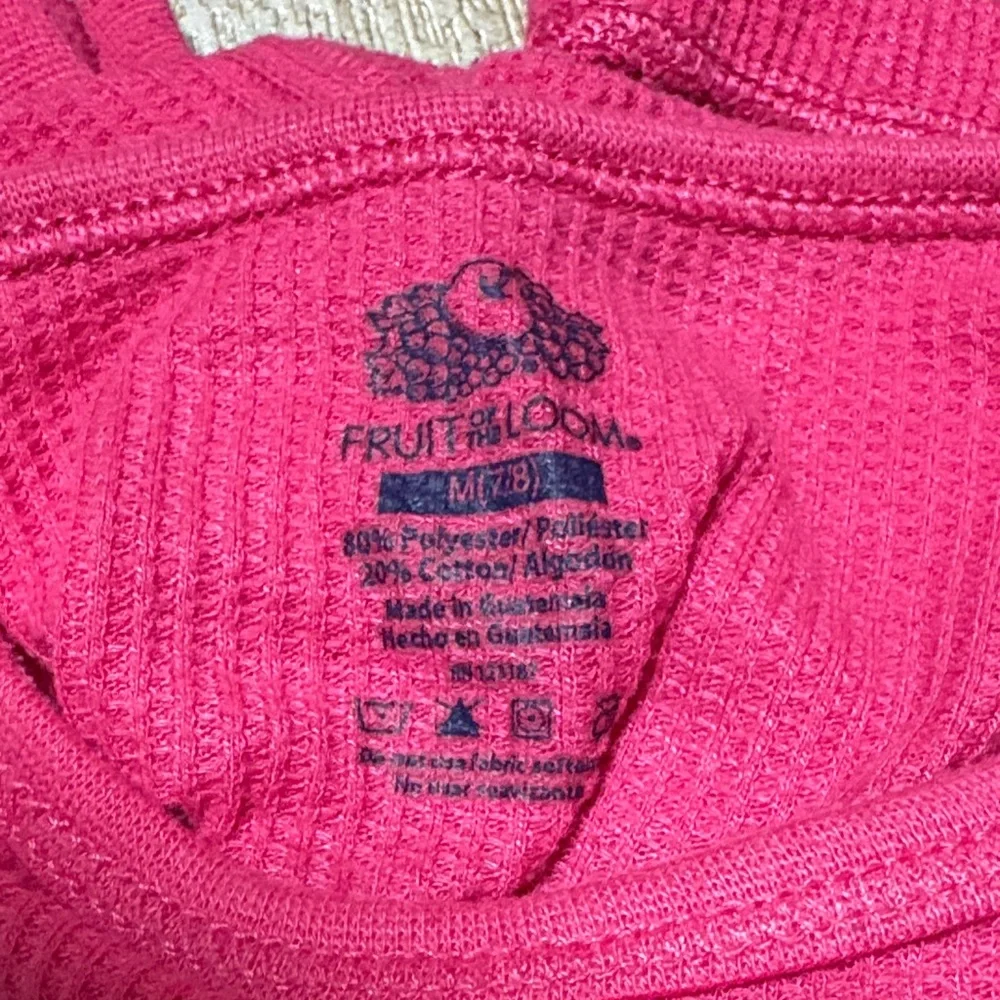 FRUIT OF THE LOOM®
M(7/8)
80% Polyester/ Poliéster
20% Cotton/ Algodón
Made in Guatemala
Hecho en Guatemala
Do not use fabric
No usar suavizante